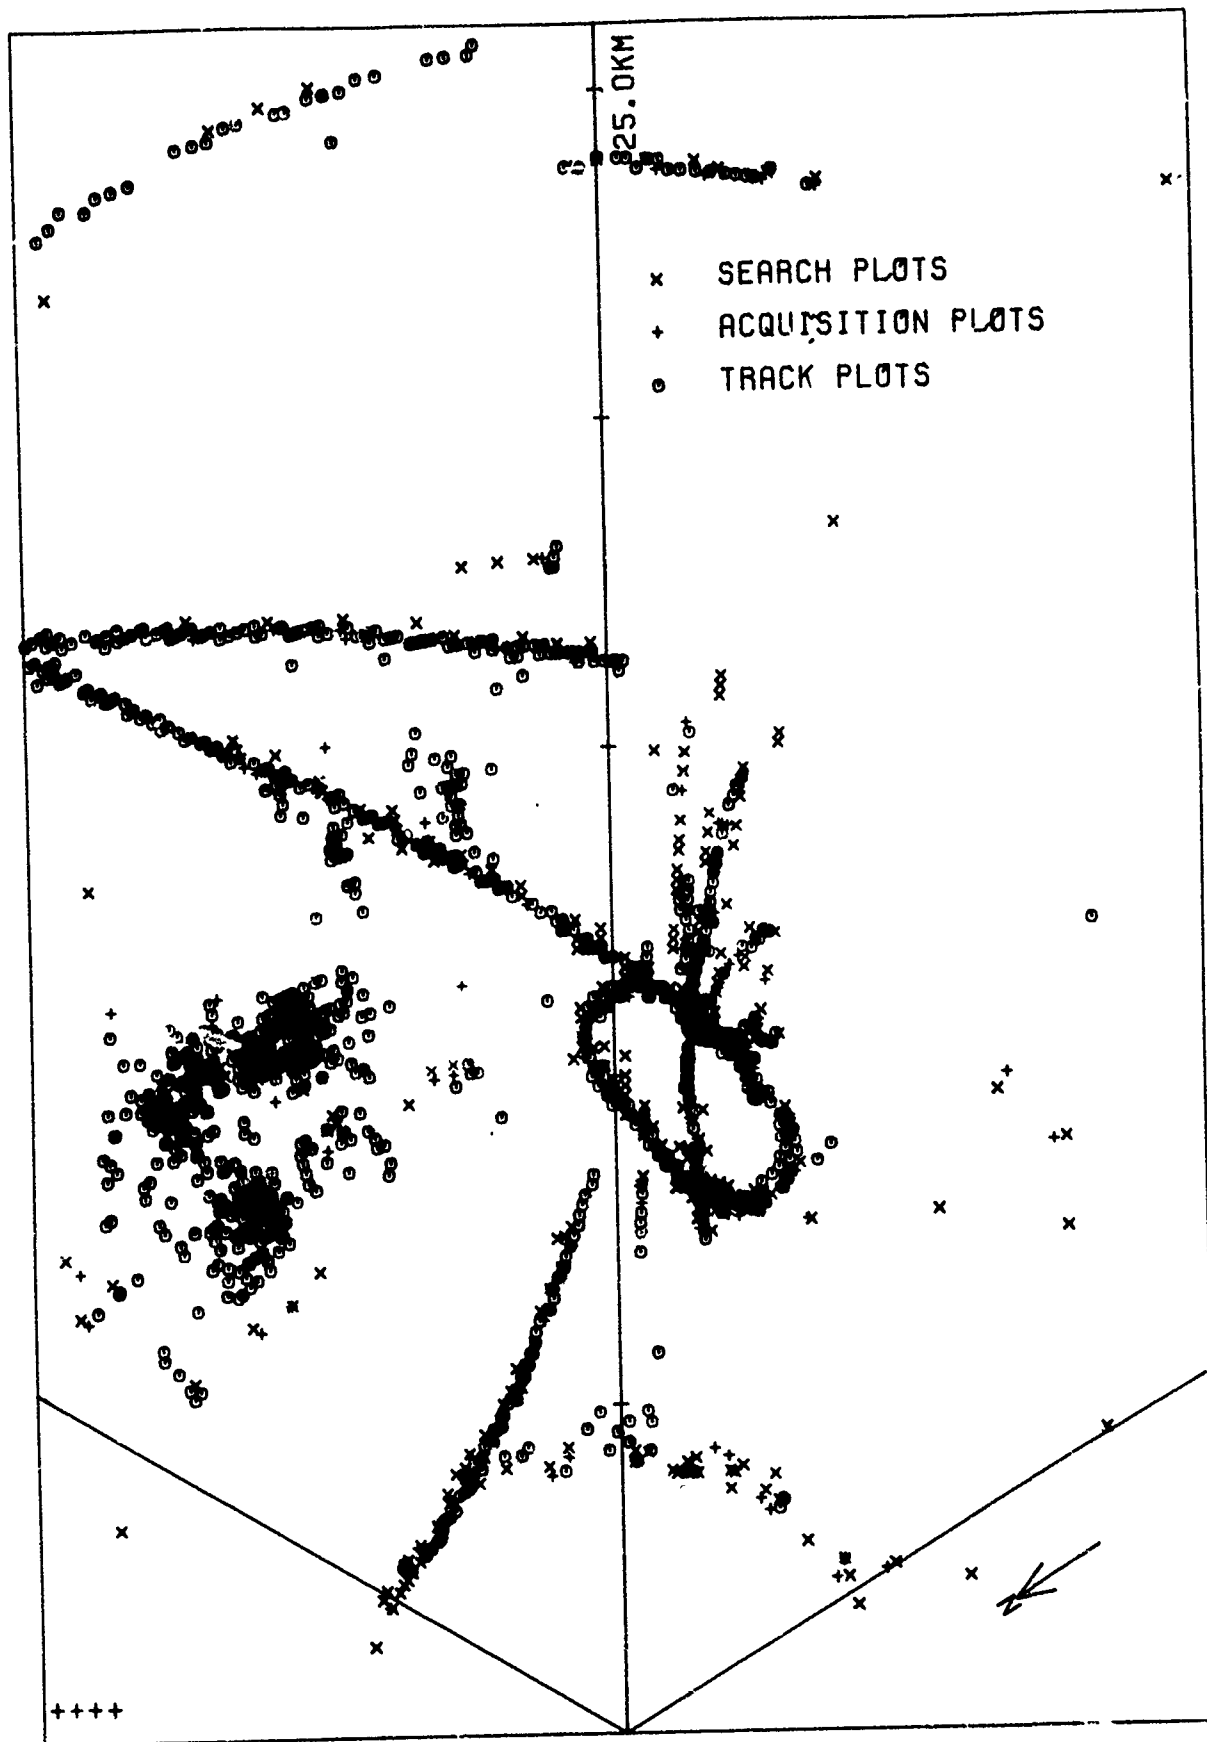 25.0KM
x SEARCH PLOTS
+ ACQUISITION PLOTS
o TRACK PLOTS
N
++++